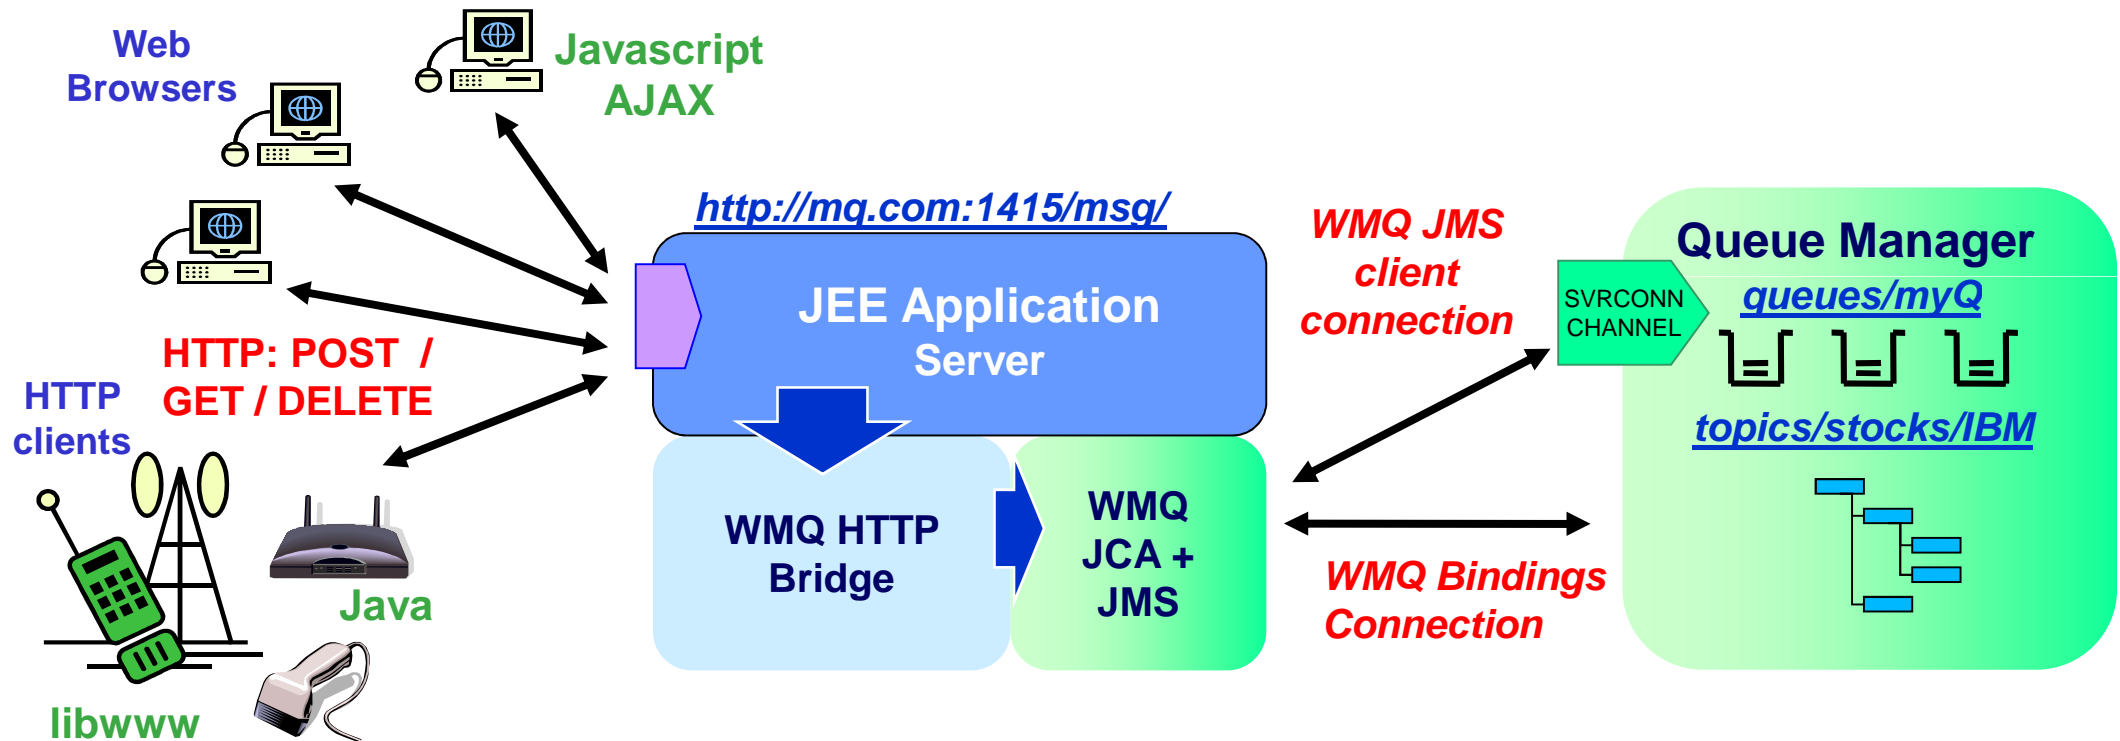 Web
Browsers
Javascript
AJAX
http://mq.com:1415/msg/
HTTP: POST /
GET / DELETE
HTTP
clients
Java
libwww
JEE Application
Server
WMQ HTTP
Bridge
WMQ
JCA +
JMS
WMQ JMS
client
connection
WMQ Bindings
Connection
SVRCONN
CHANNEL
Queue Manager
queues/myQ
topics/stocks/IBM